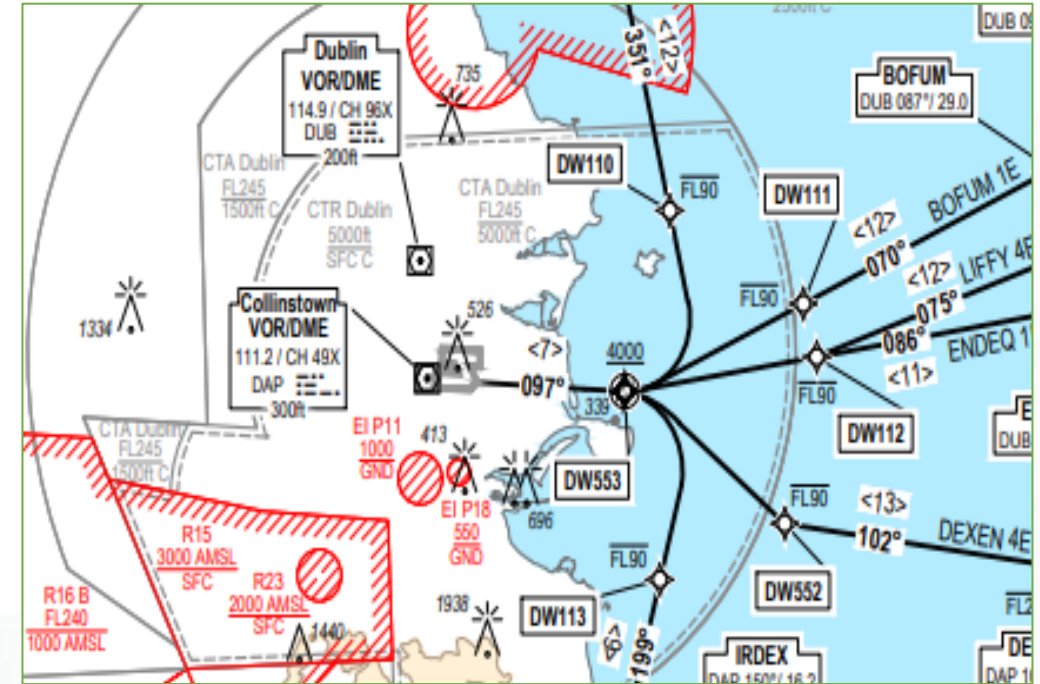 2500ft C
DUB 09
Dublin
VOR/DME
114.9 / CH 96X
DUB
200ft
735
351°
<12>
BOFUM
DUB 087°/ 29.0
DW110
FL90
DW111
CTA Dublin
FL245
1500ft C
CTR Dublin
5000ft
SFC C
CTA Dublin
FL245
5000ft C
BOFUM 1E
<12>
070°
<12>
LIFFY 4E
075°
FL90
086°
ENDEQ 1
<11>
FL90
1334
Collinstown
VOR/DME
111.2 / CH 49X
DAP
300ft
526
<7>
097°
4000
339
DW112
DUB
CTA Dublin
FL245
1500ft C
EI P11
1000
GND
413
EI P18
550
GND
696
DW553
FL90
<13>
102°
DEXEN 4E
DW552
R15
3000 AMSL
SFC
R23
2000 AMSL
SFC
R16 B
FL240
1000 AMSL
1440
1938
FL90
DW113
199°
IRDEX
DAP 150°/ 16.2
FL2
DE
DAP 10